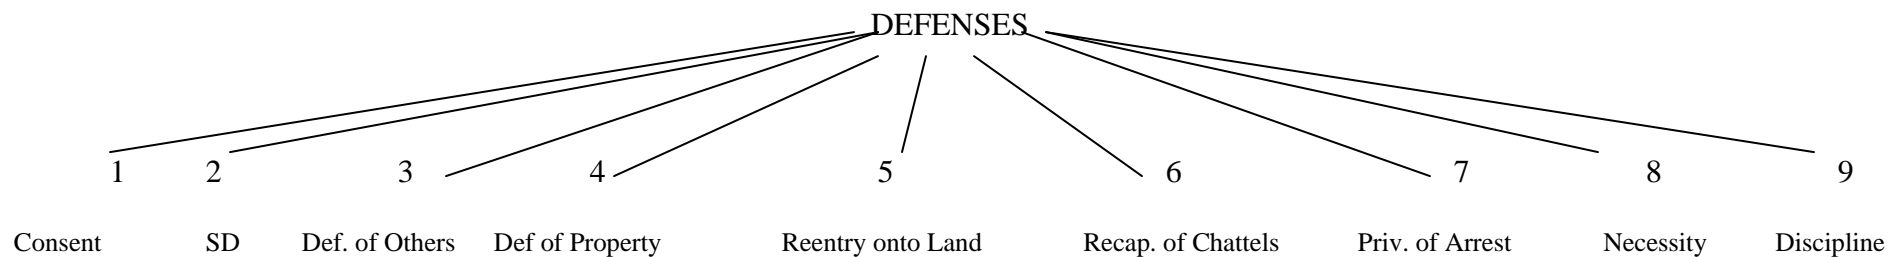 DEFENSES
1 2 3 4 5 6 7 8 9
Consent SD Def. of Others Def of Property Reentry onto Land Recap. of Chattels Priv. of Arrest Necessity Discipline